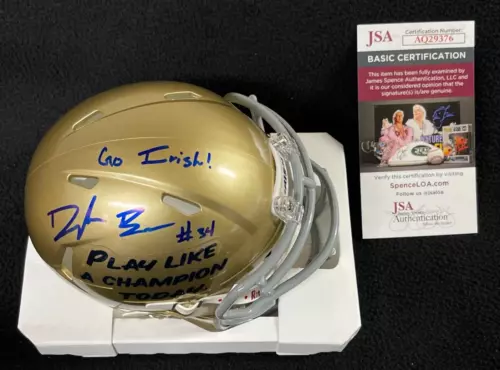 JSA
Certification Number
AQ29376
BASIC CERTIFICATION
This item has been fully examined by
James Spence Authentication, LLC and
it is our considered opinion that the
signature(s) is/are genuine.
Verify this certification by visiting
SpenceLOA.com
JSA
Authentication
Go Irish!
#34
PLAY LIKE
A CHAMPION
TODAY